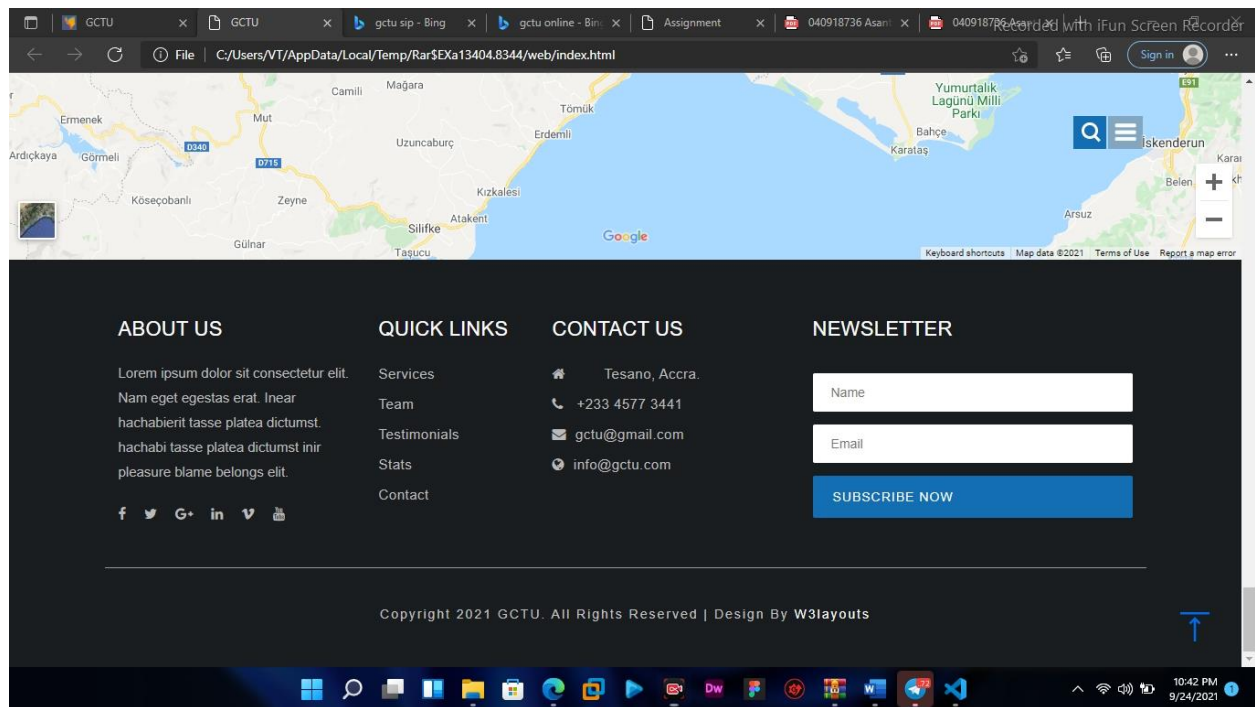 GCTU
GCTU
gctu sip - Bing
gctu online - Bin
Assignment
040918736 Asant
040918736 Asant
Recorded with iFun Screen Recorder
File C:/Users/VT/AppData/Local/Temp/Rar$EXa13404.8344/web/index.html
Sign in
Camili
Mağara
Yumurtalık
Lagünü Milli
Parkı
E91
Ermenek
Mut
Tömük
Erdemli
Uzuncaburç
Bahçe
Karataş
İskenderun
Ardıçkaya
Görmeli
D340
D715
Karaı
Belen
Köseçobanlı
Zeyne
Kızkalesi
Atakent
Silifke
Arsuz
Gülnar
Taşucu
Google
Keyboard shortcuts Map data ©2021 Terms of Use Report a map error
ABOUT US
Lorem ipsum dolor sit consectetur elit.
Nam eget egestas erat. Inear
hachabierit tasse platea dictumst.
hachabi tasse platea dictumst inir
pleasure blame belongs elit.
QUICK LINKS
Services
Team
Testimonials
Stats
Contact
CONTACT US
Tesano, Accra.
+233 4577 3441
gctu@gmail.com
info@gctu.com
NEWSLETTER
Name
Email
SUBSCRIBE NOW
Copyright 2021 GCTU. All Rights Reserved | Design By W3layouts
72
10:42 PM
9/24/2021
1